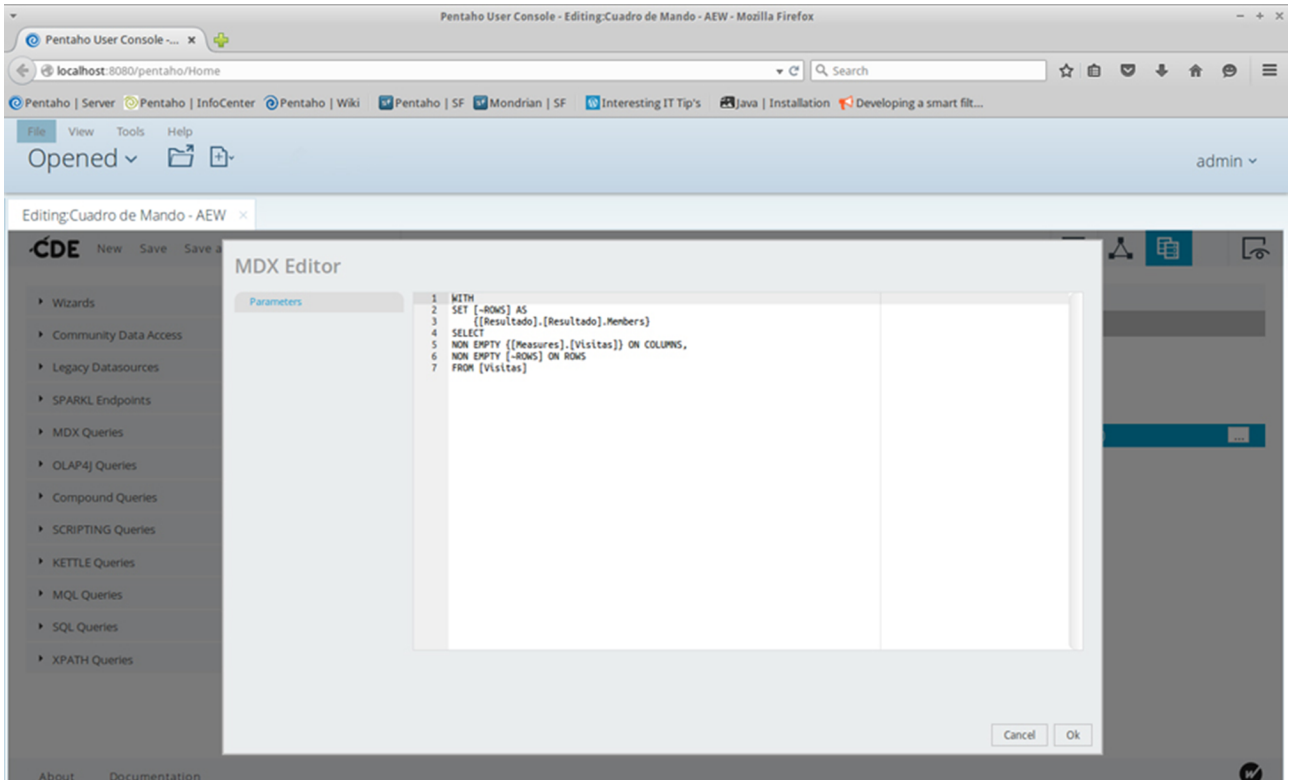 Pentaho User Console - Editing:Cuadro de Mando - AEW - Mozilla Firefox
Pentaho User Console -...
localhost:8080/pentaho/Home
Search
Pentaho | Server Pentaho | InfoCenter Pentaho | Wiki Pentaho | SF Mondrian | SF Interesting IT Tip's Java | Installation Developing a smart filt...
File View Tools Help
Opened
admin
Editing:Cuadro de Mando - AEW
CDE New Save Save a
MDX Editor
Parameters
1 WITH
2 SET [~ROWS] AS
3 {[Resultado].[Resultado].Members}
4 SELECT
5 NON EMPTY {[Measures].[Visitas]} ON COLUMNS,
6 NON EMPTY [~ROWS] ON ROWS
7 FROM [Visitas]
Wizards
Community Data Access
Legacy Datasources
SPARKL Endpoints
MDX Queries
OLAP4J Queries
Compound Queries
SCRIPTING Queries
KETTLE Queries
MQL Queries
SQL Queries
XPATH Queries
...
Cancel Ok
About Documentation